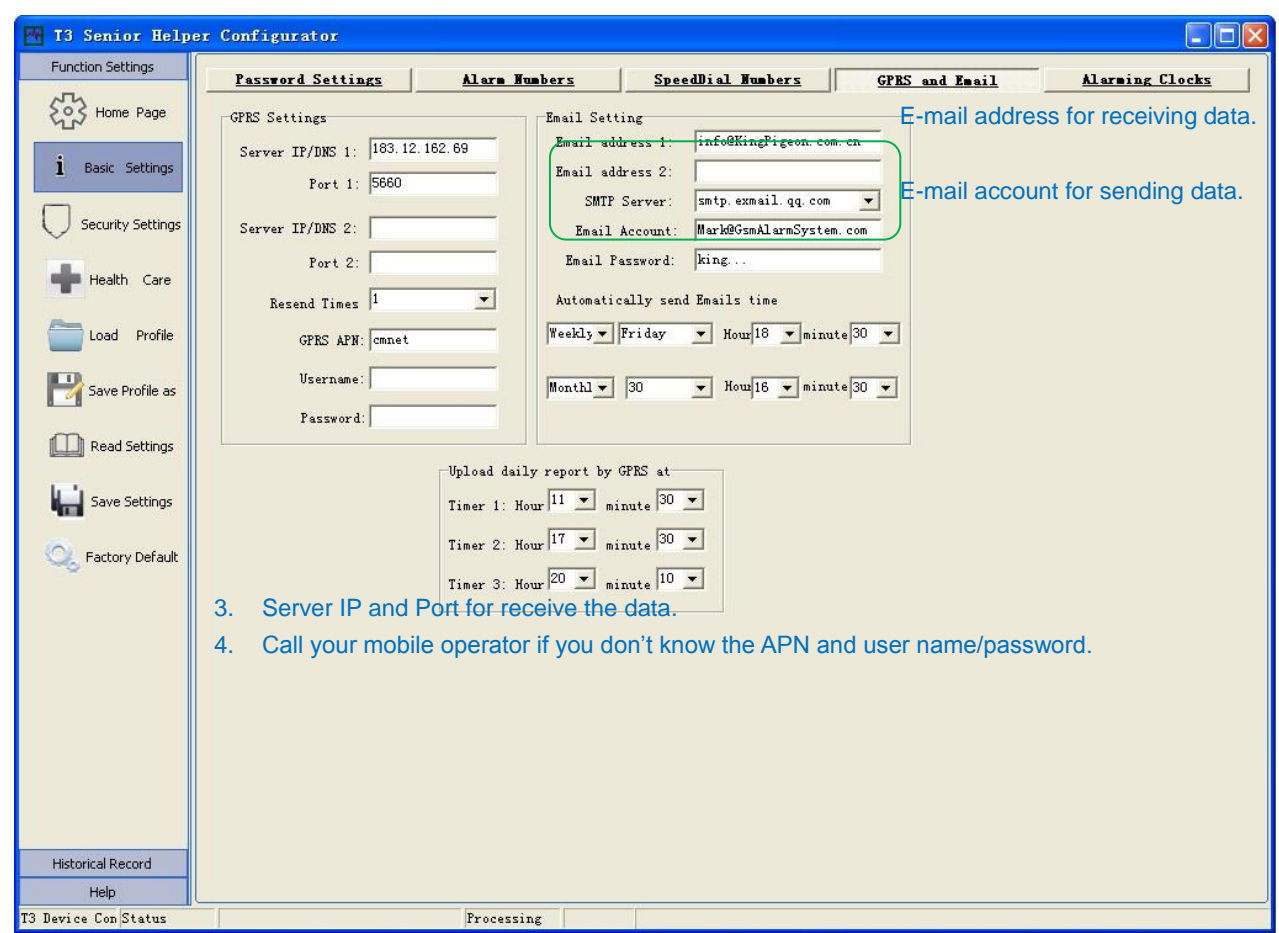 T3 Senior Helper Configurator
Function Settings
Home Page
Basic Settings
Security Settings
Health Care
Load Profile
Save Profile as
Read Settings
Save Settings
Factory Default
Historical Record
Help
Password Settings
Alarm Numbers
SpeedDial Numbers
GPRS and Email
Alarming Clocks
GPRS Settings
Server IP/DNS 1: 183.12.162.69
Port 1: 5660
Server IP/DNS 2:
Port 2:
Resend Times 1
GPRS APN: cmnet
Username:
Password:
Email Setting
Email address 1: info@KingPigeon.com.cn
Email address 2:
SMTP Server: smtp.exmail.qq.com
Email Account: Mark@GsmAlarmSystem.com
Email Password: king...
Automatically send Emails time
Weekly Friday Hour 18 minute 30
Monthl 30 Hour 16 minute 30
E-mail address for receiving data.
E-mail account for sending data.
Upload daily report by GPRS at
Timer 1: Hour 11 minute 30
Timer 2: Hour 17 minute 30
Timer 3: Hour 20 minute 10
3. Server IP and Port for receive the data.
4. Call your mobile operator if you don’t know the APN and user name/password.
T3 Device Con Status
Processing